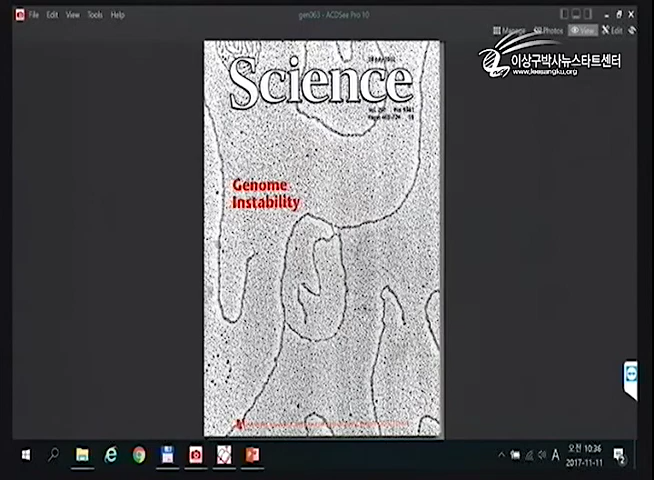 File Edit View Tools Help
gen063 - ACDSee Pro 10
Manage Photos View Edit
이상구박사뉴스타트센터
www.leesangku.org
Science
Genome
Instability
A 오전 10:36
2017-11-11